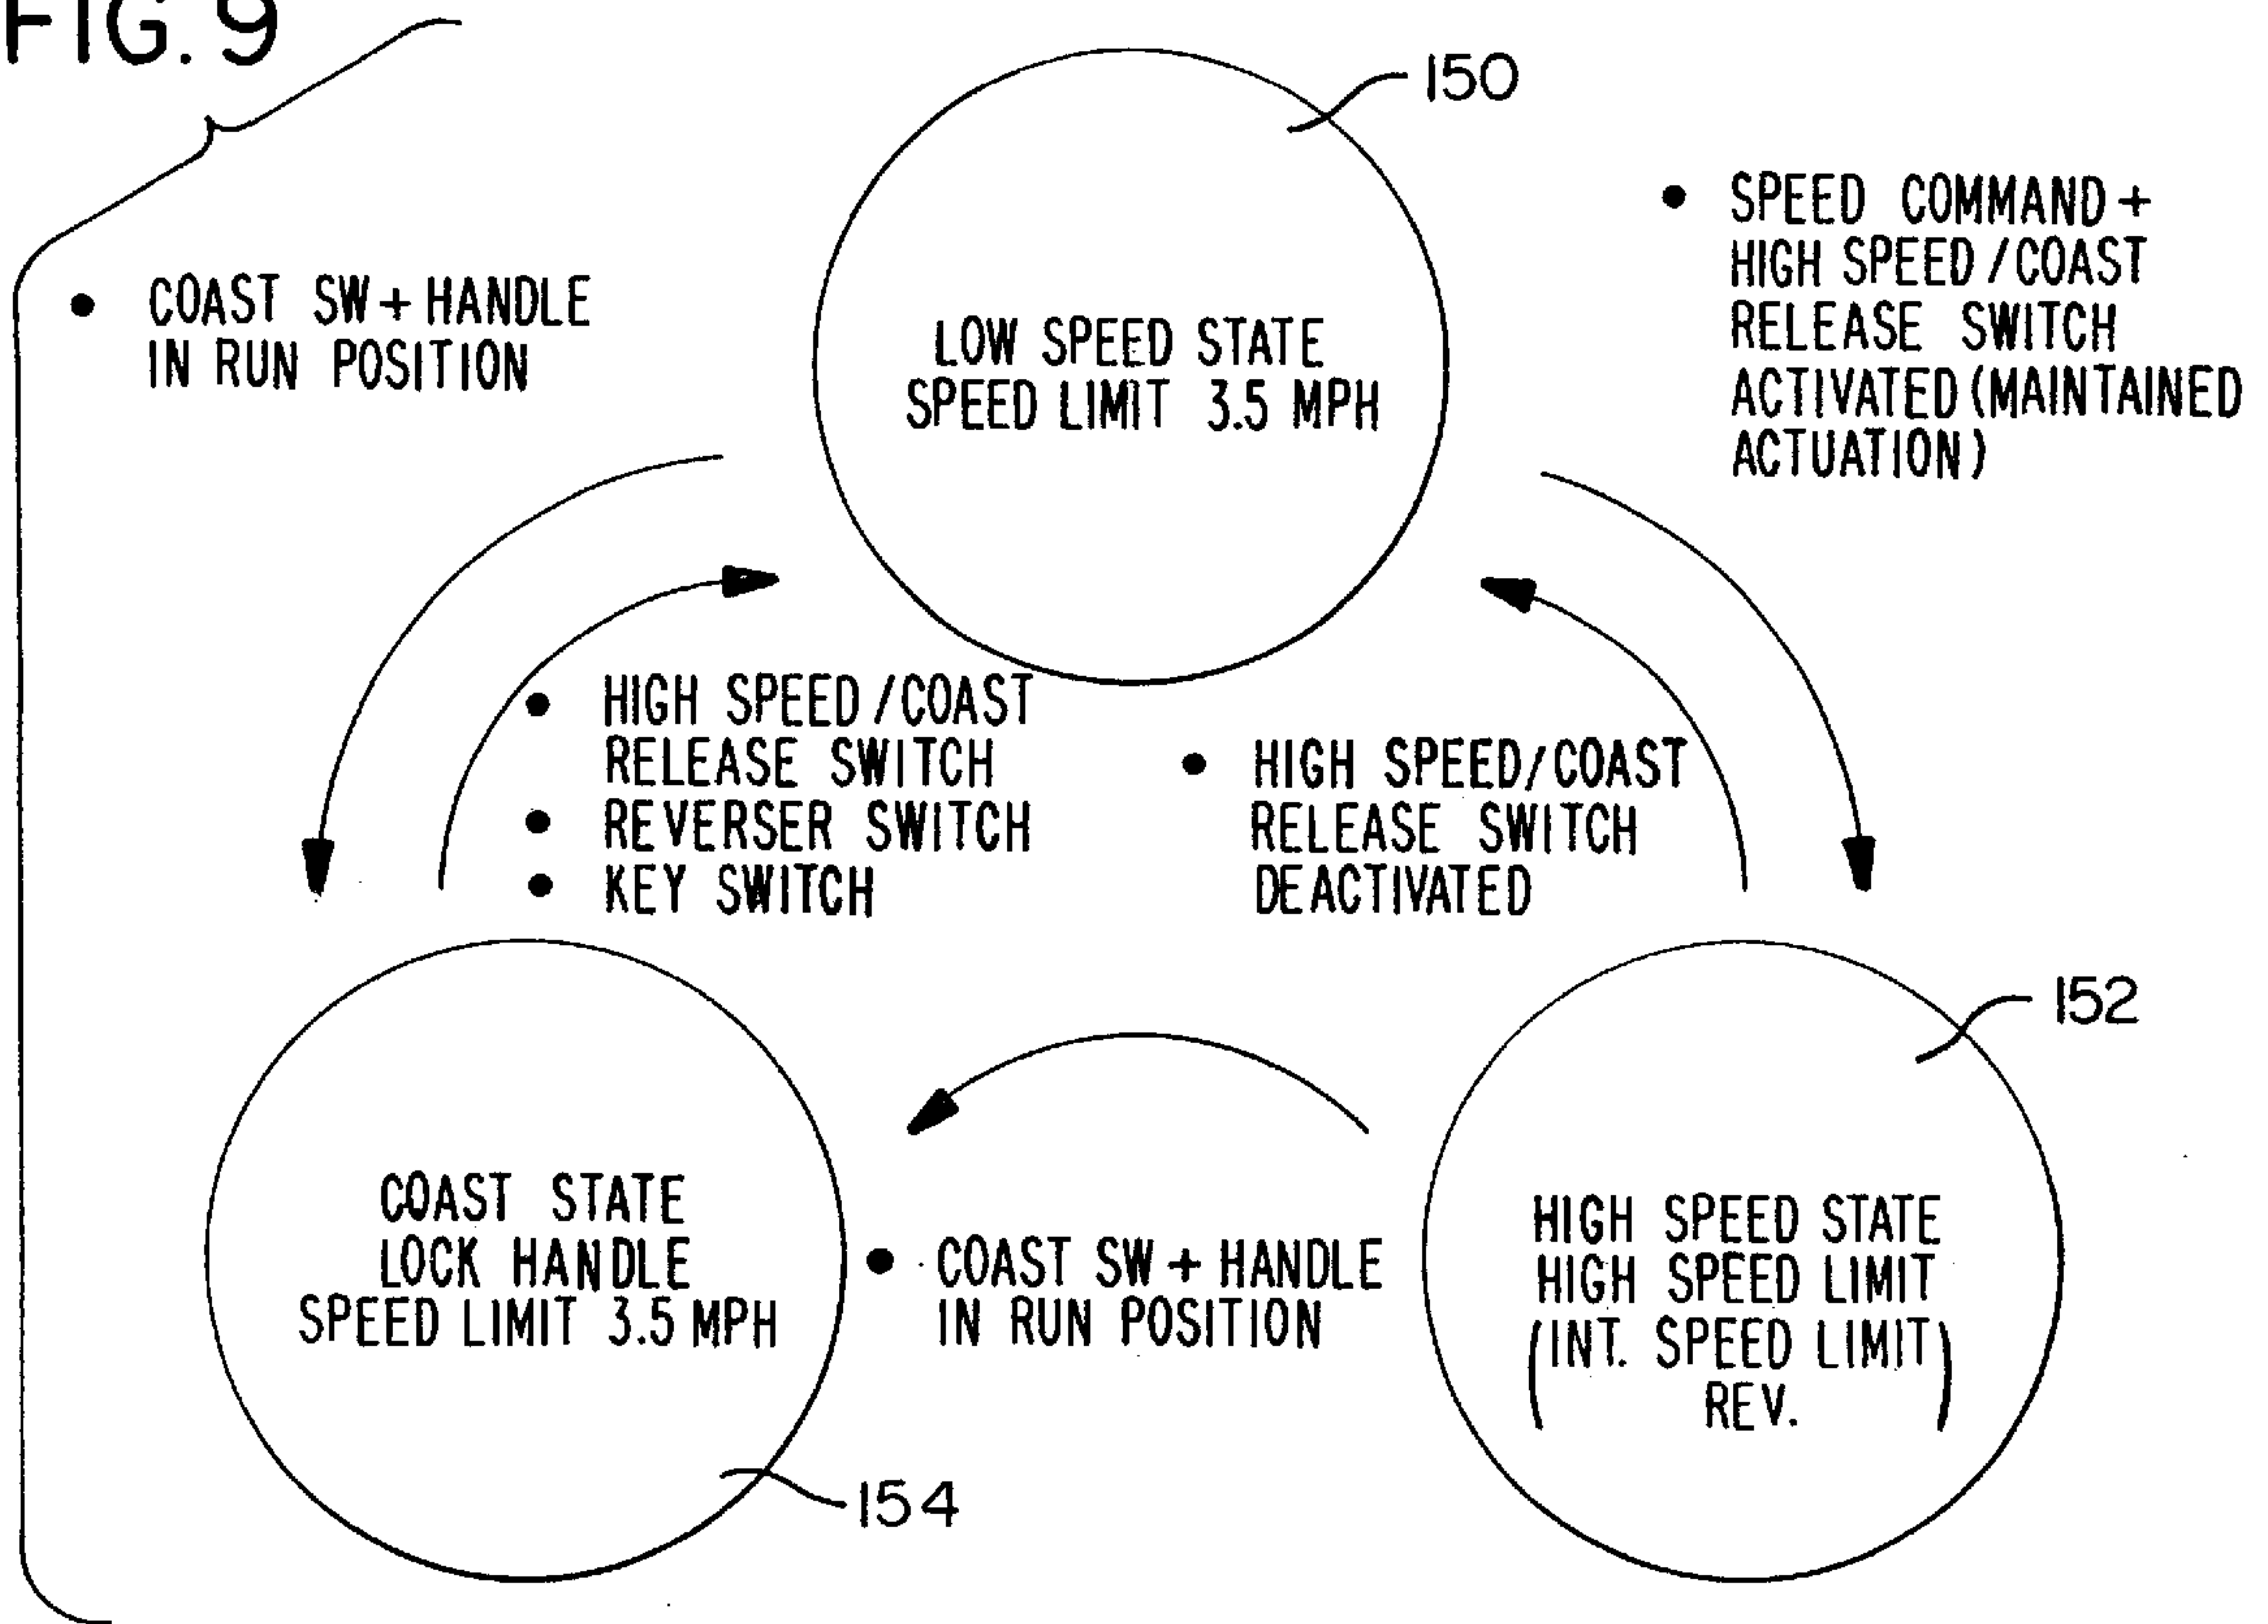 FIG. 9
150
• SPEED COMMAND +
HIGH SPEED / COAST
RELEASE SWITCH
ACTIVATED (MAINTAINED
ACTUATION)
• COAST SW + HANDLE
IN RUN POSITION
LOW SPEED STATE
SPEED LIMIT 3.5 MPH
• HIGH SPEED / COAST
RELEASE SWITCH
• REVERSER SWITCH
• KEY SWITCH
• HIGH SPEED / COAST
RELEASE SWITCH
DEACTIVATED
152
COAST STATE
LOCK HANDLE
SPEED LIMIT 3.5 MPH
• COAST SW + HANDLE
IN RUN POSITION
HIGH SPEED STATE
HIGH SPEED LIMIT
(INT. SPEED LIMIT
REV.)
154